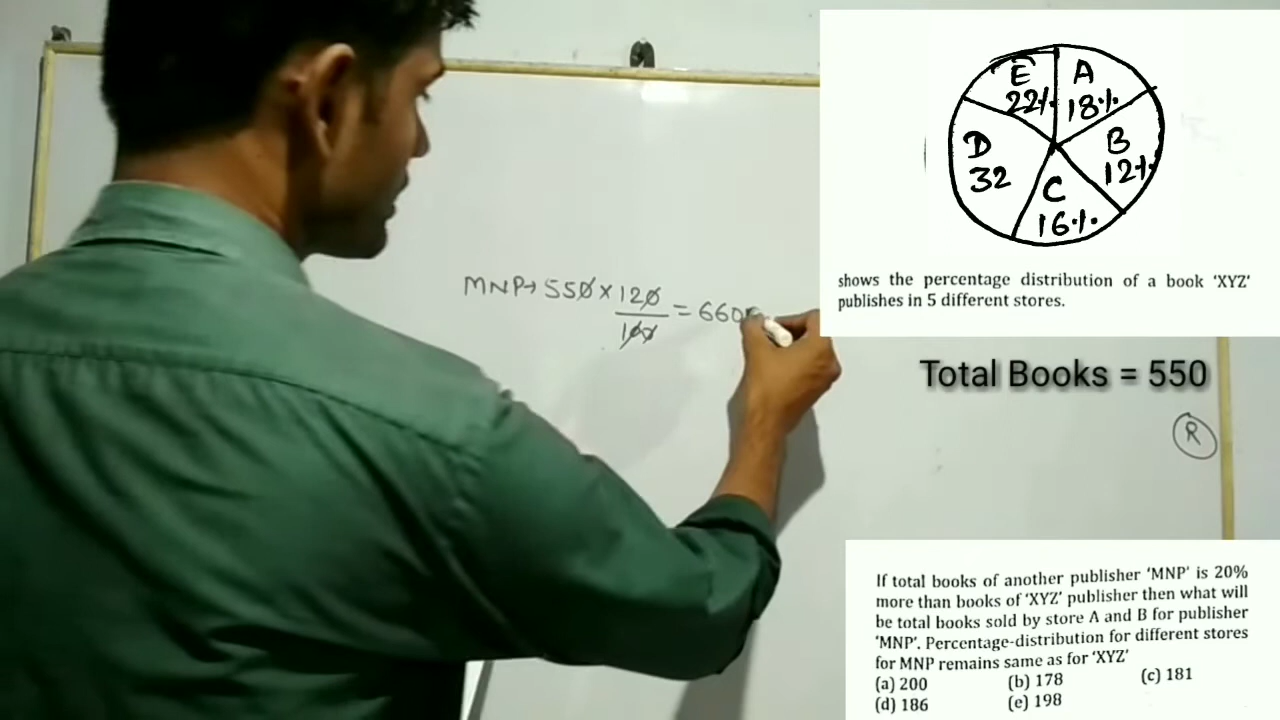 MNP→ 550 × 120
100
= 660
E
22%
A
18%
B
12%
C
16%
D
32
shows the percentage distribution of a book ‘XYZ’
publishes in 5 different stores.
Total Books = 550
R
If total books of another publisher ‘MNP’ is 20%
more than books of ‘XYZ’ publisher then what will
be total books sold by store A and B for publisher
‘MNP’. Percentage-distribution for different stores
for MNP remains same as for ‘XYZ’
(a) 200 (b) 178 (c) 181
(d) 186 (e) 198